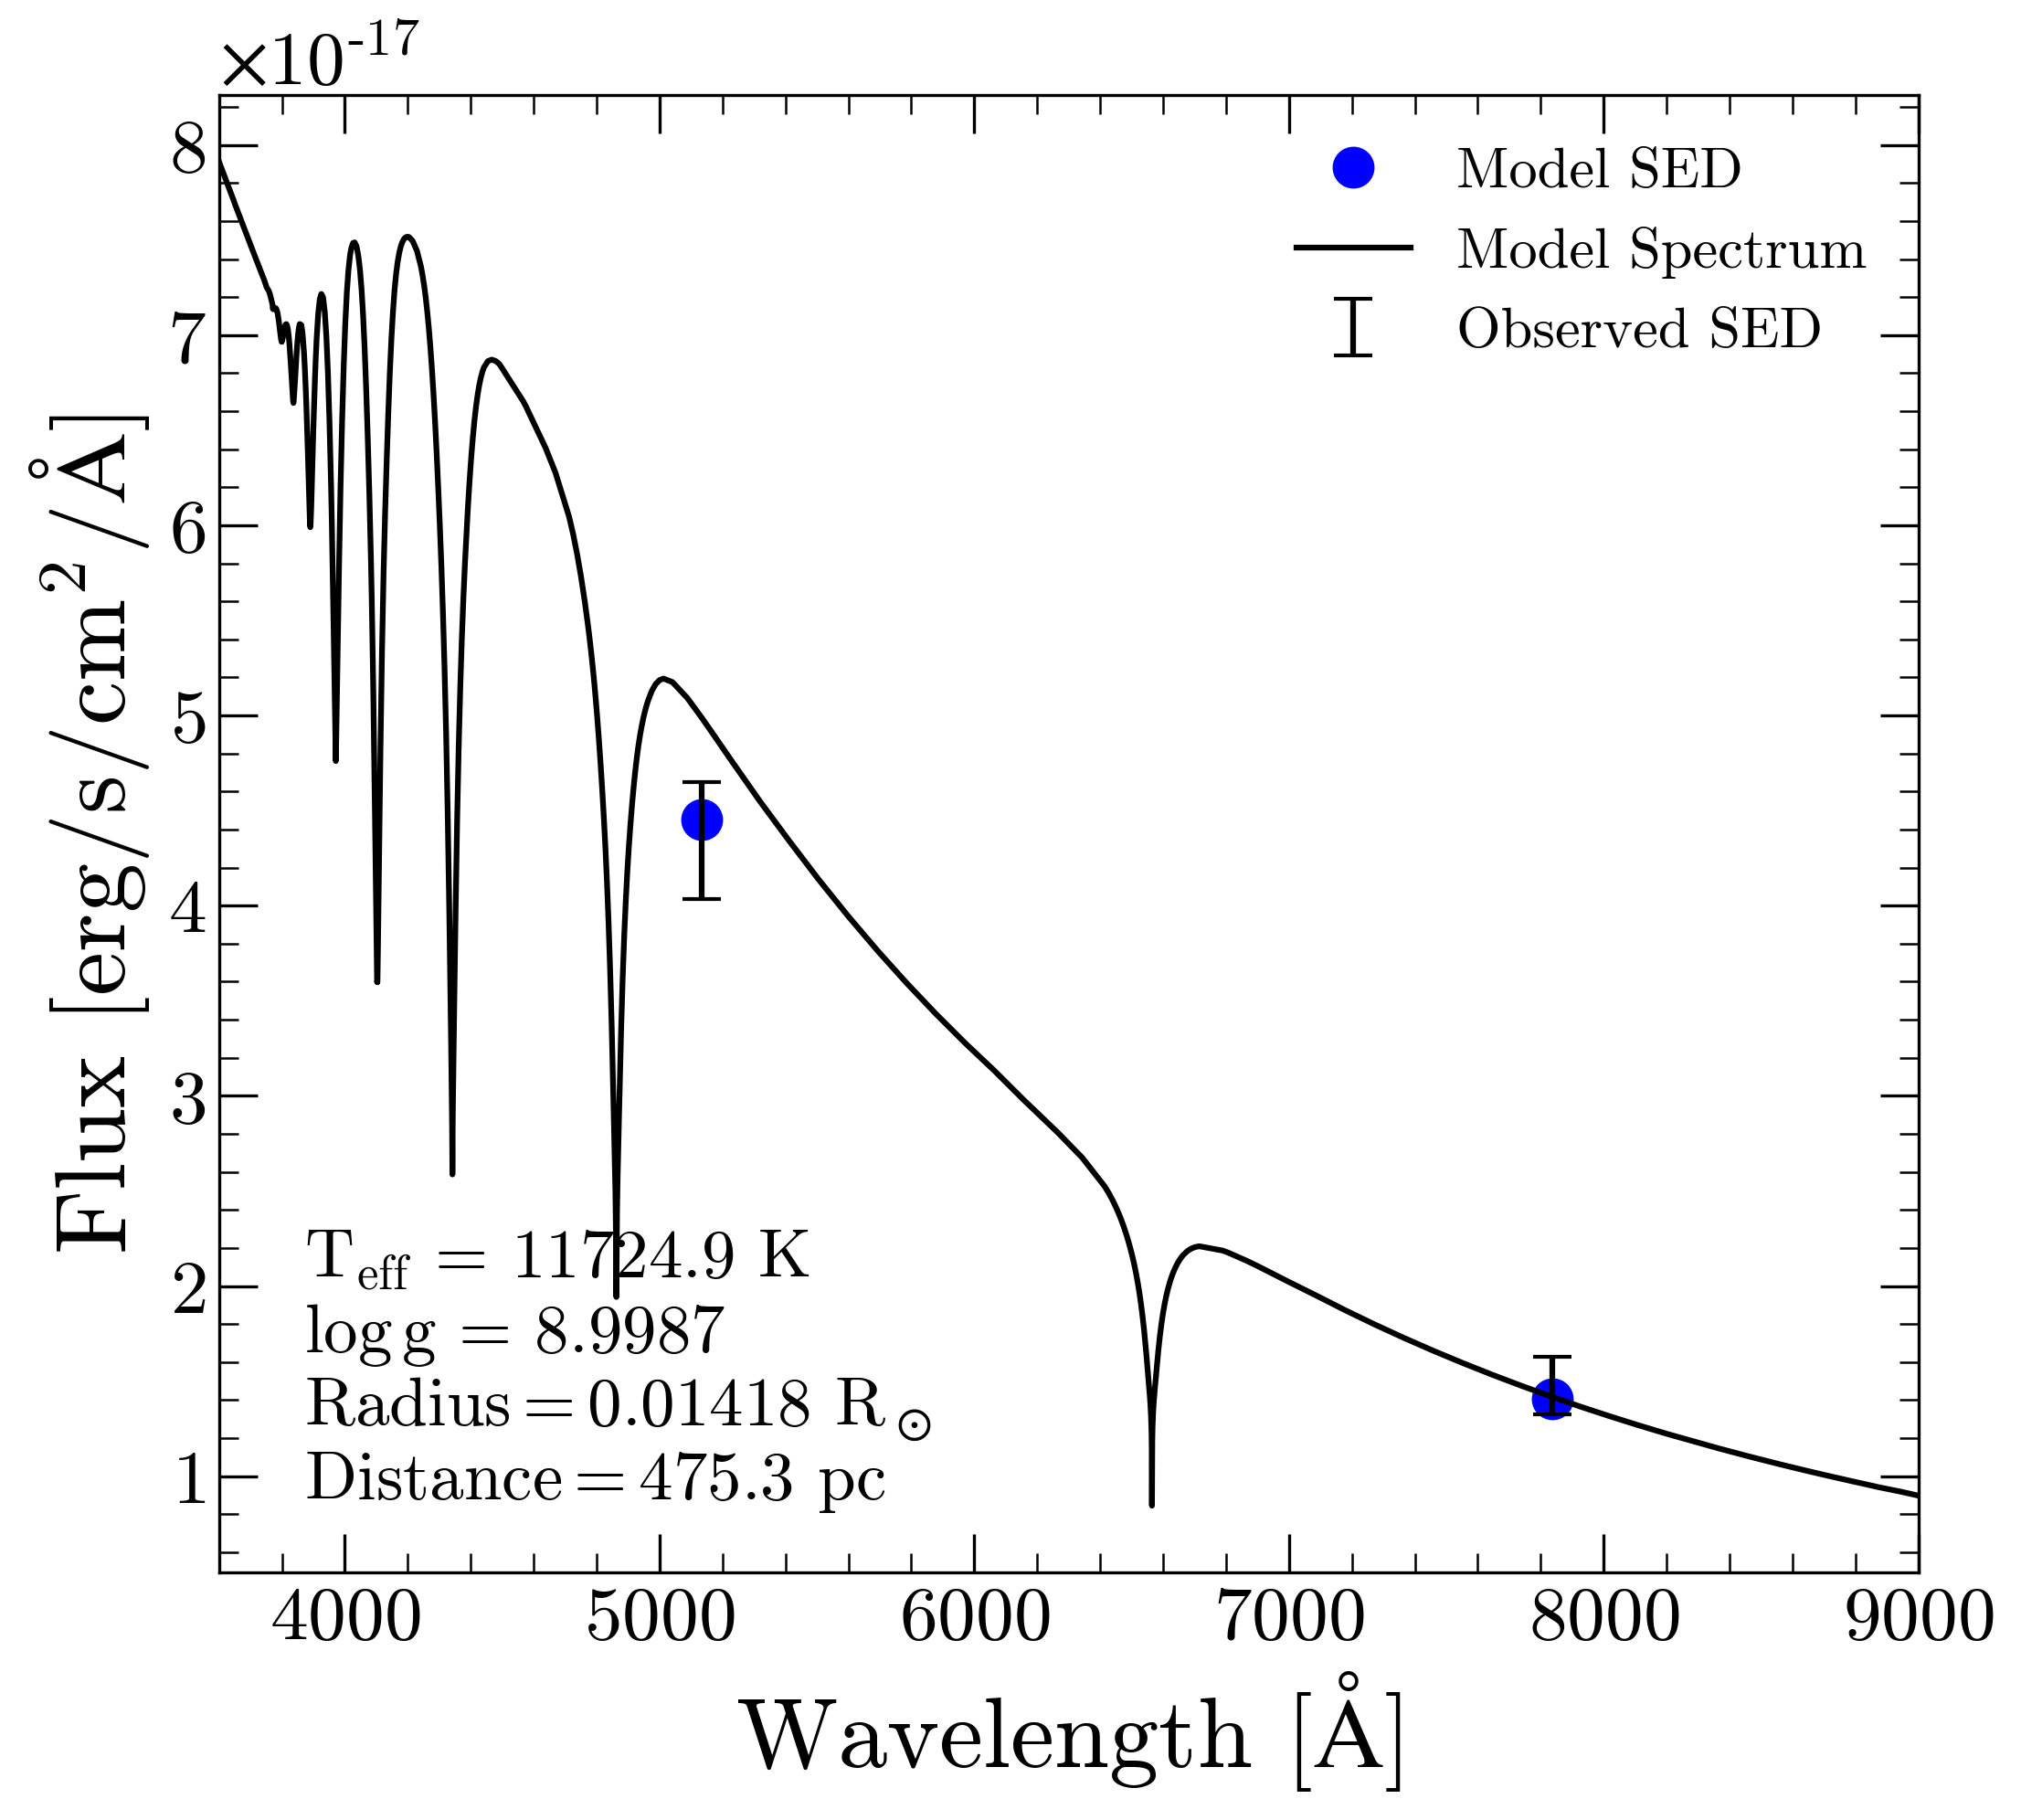 ×10⁻¹⁷
8
7
6
5
4
3
2
1
Flux [erg/s/cm²/Å]
Model SED
Model Spectrum
Observed SED
T_eff = 11724.9 K
log g = 8.9987
Radius = 0.01418 R_⊙
Distance = 475.3 pc
4000 5000 6000 7000 8000 9000
Wavelength [Å]